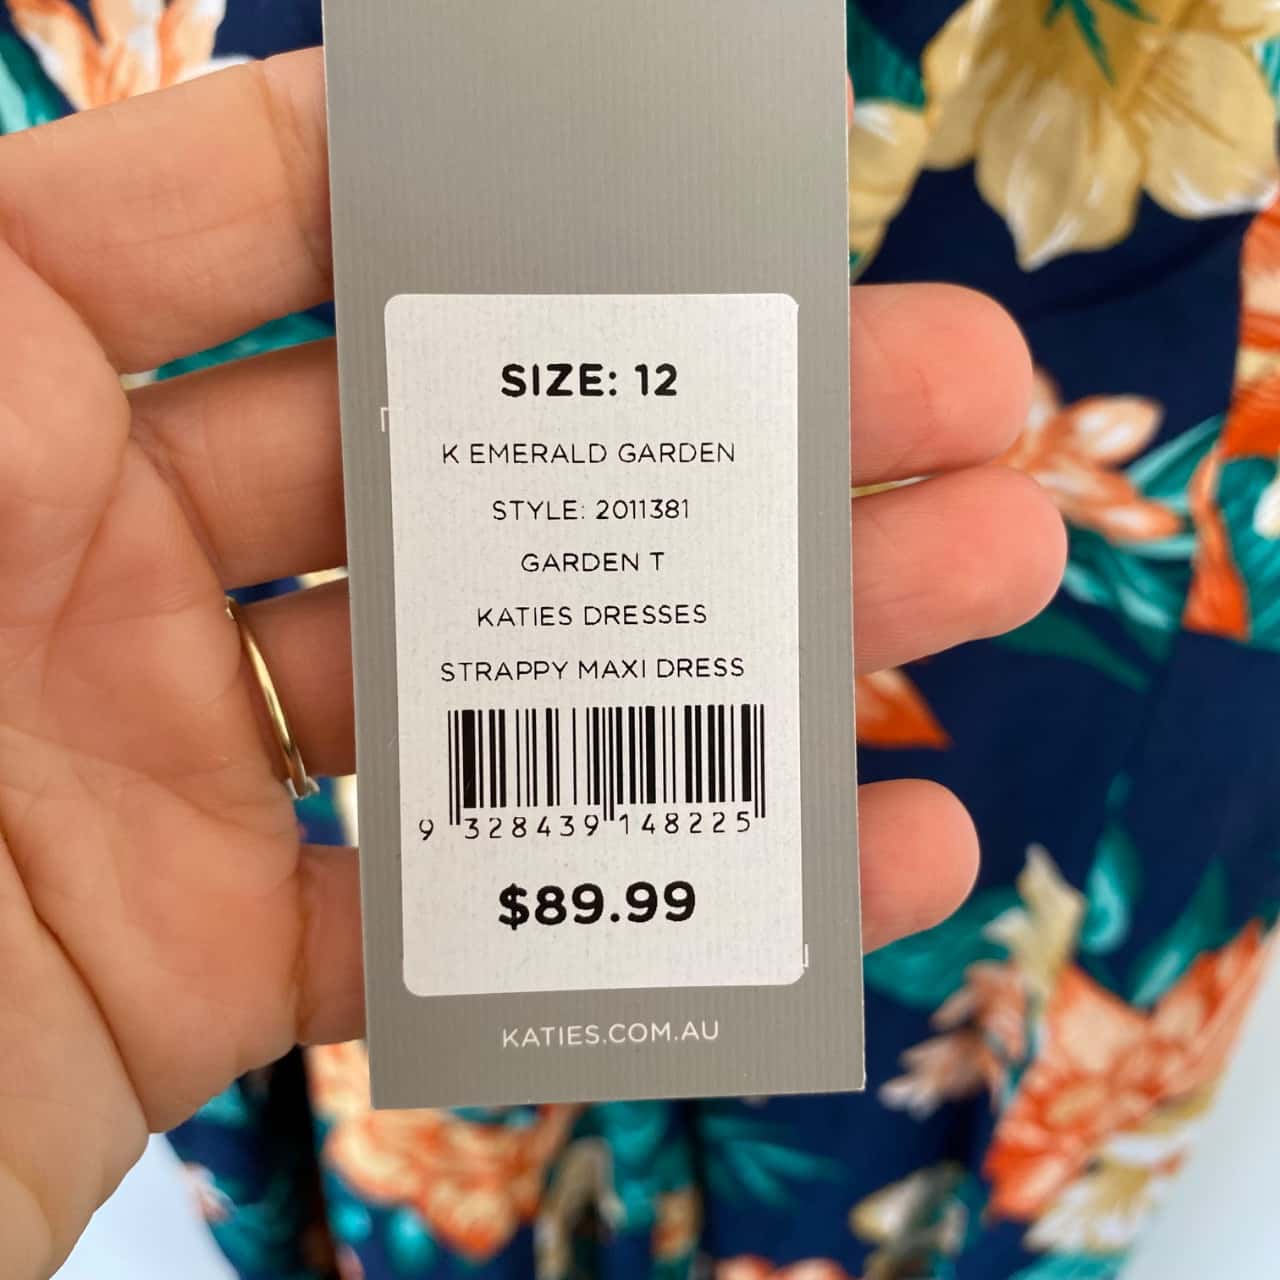 SIZE: 12
K EMERALD GARDEN
STYLE: 2011381
GARDEN T
KATIES DRESSES
STRAPPY MAXI DRESS
9 328439 148225
$89.99
KATIES.COM.AU